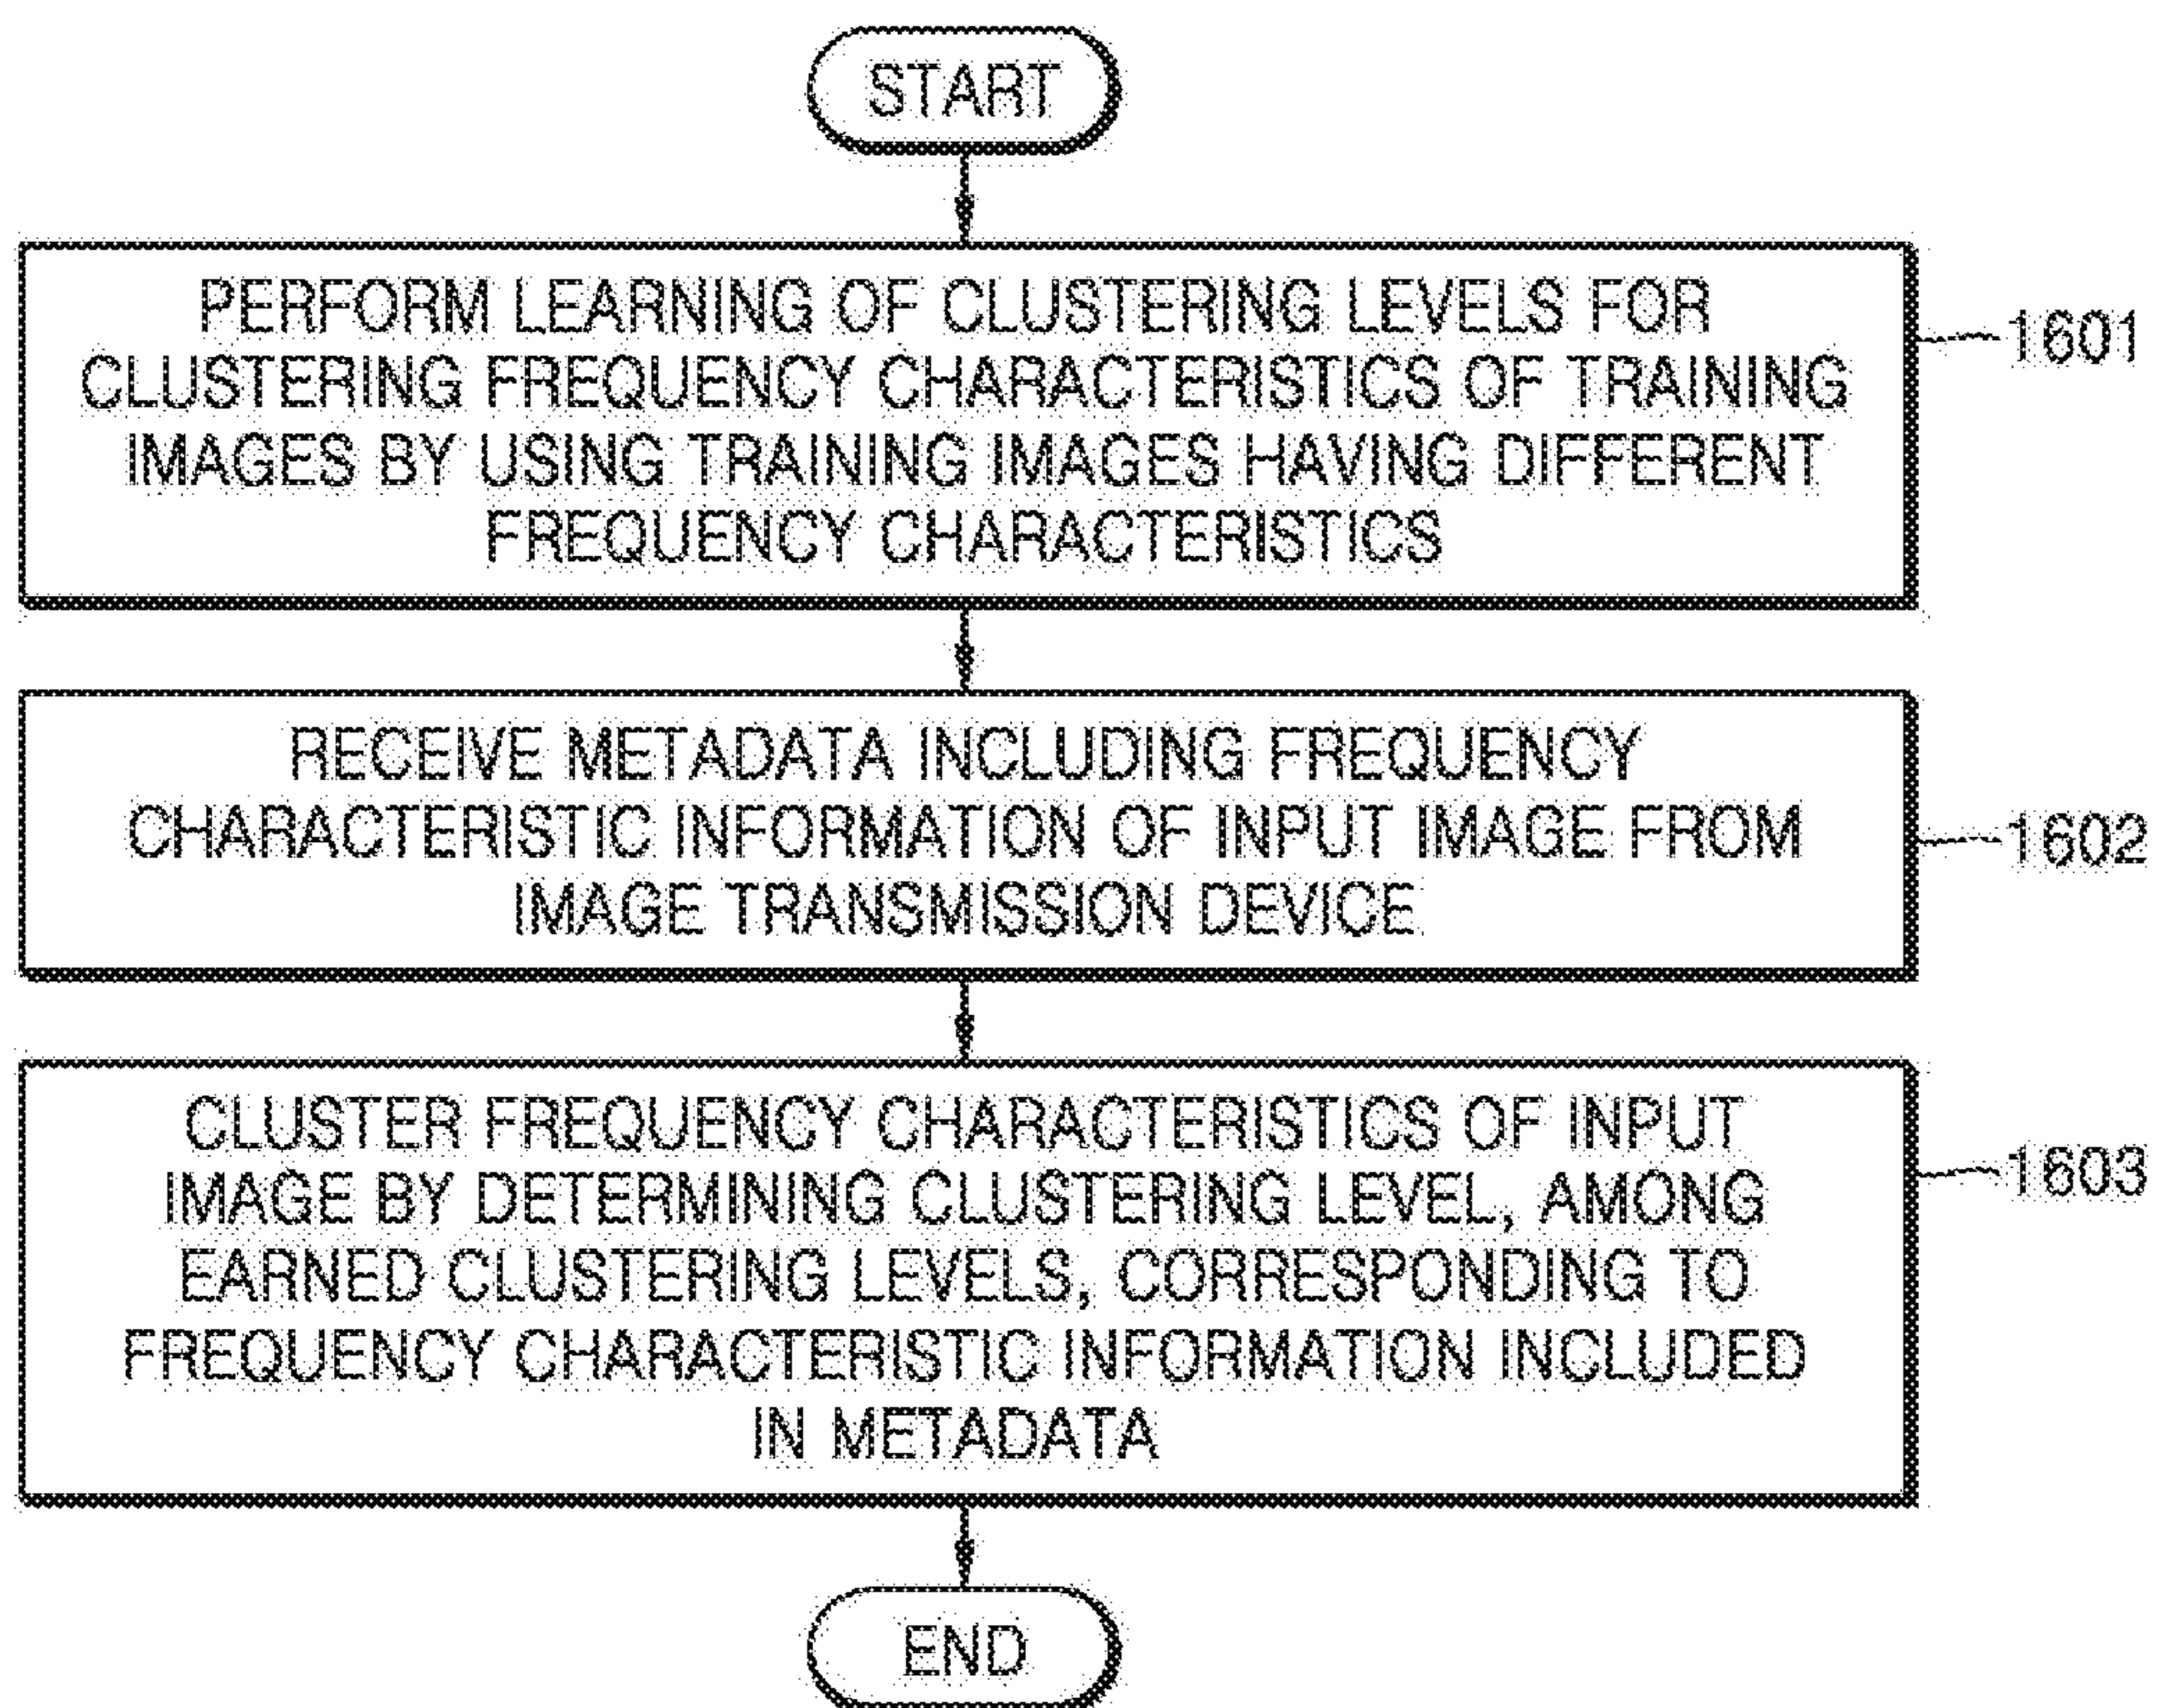 START
PERFORM LEARNING OF CLUSTERING LEVELS FOR
CLUSTERING FREQUENCY CHARACTERISTICS OF TRAINING
IMAGES BY USING TRAINING IMAGES HAVING DIFFERENT
FREQUENCY CHARACTERISTICS
1601
RECEIVE METADATA INCLUDING FREQUENCY
CHARACTERISTIC INFORMATION OF INPUT IMAGE FROM
IMAGE TRANSMISSION DEVICE
1602
CLUSTER FREQUENCY CHARACTERISTICS OF INPUT
IMAGE BY DETERMINING CLUSTERING LEVEL, AMONG
EARNED CLUSTERING LEVELS, CORRESPONDING TO
FREQUENCY CHARACTERISTIC INFORMATION INCLUDED
IN METADATA
1603
END